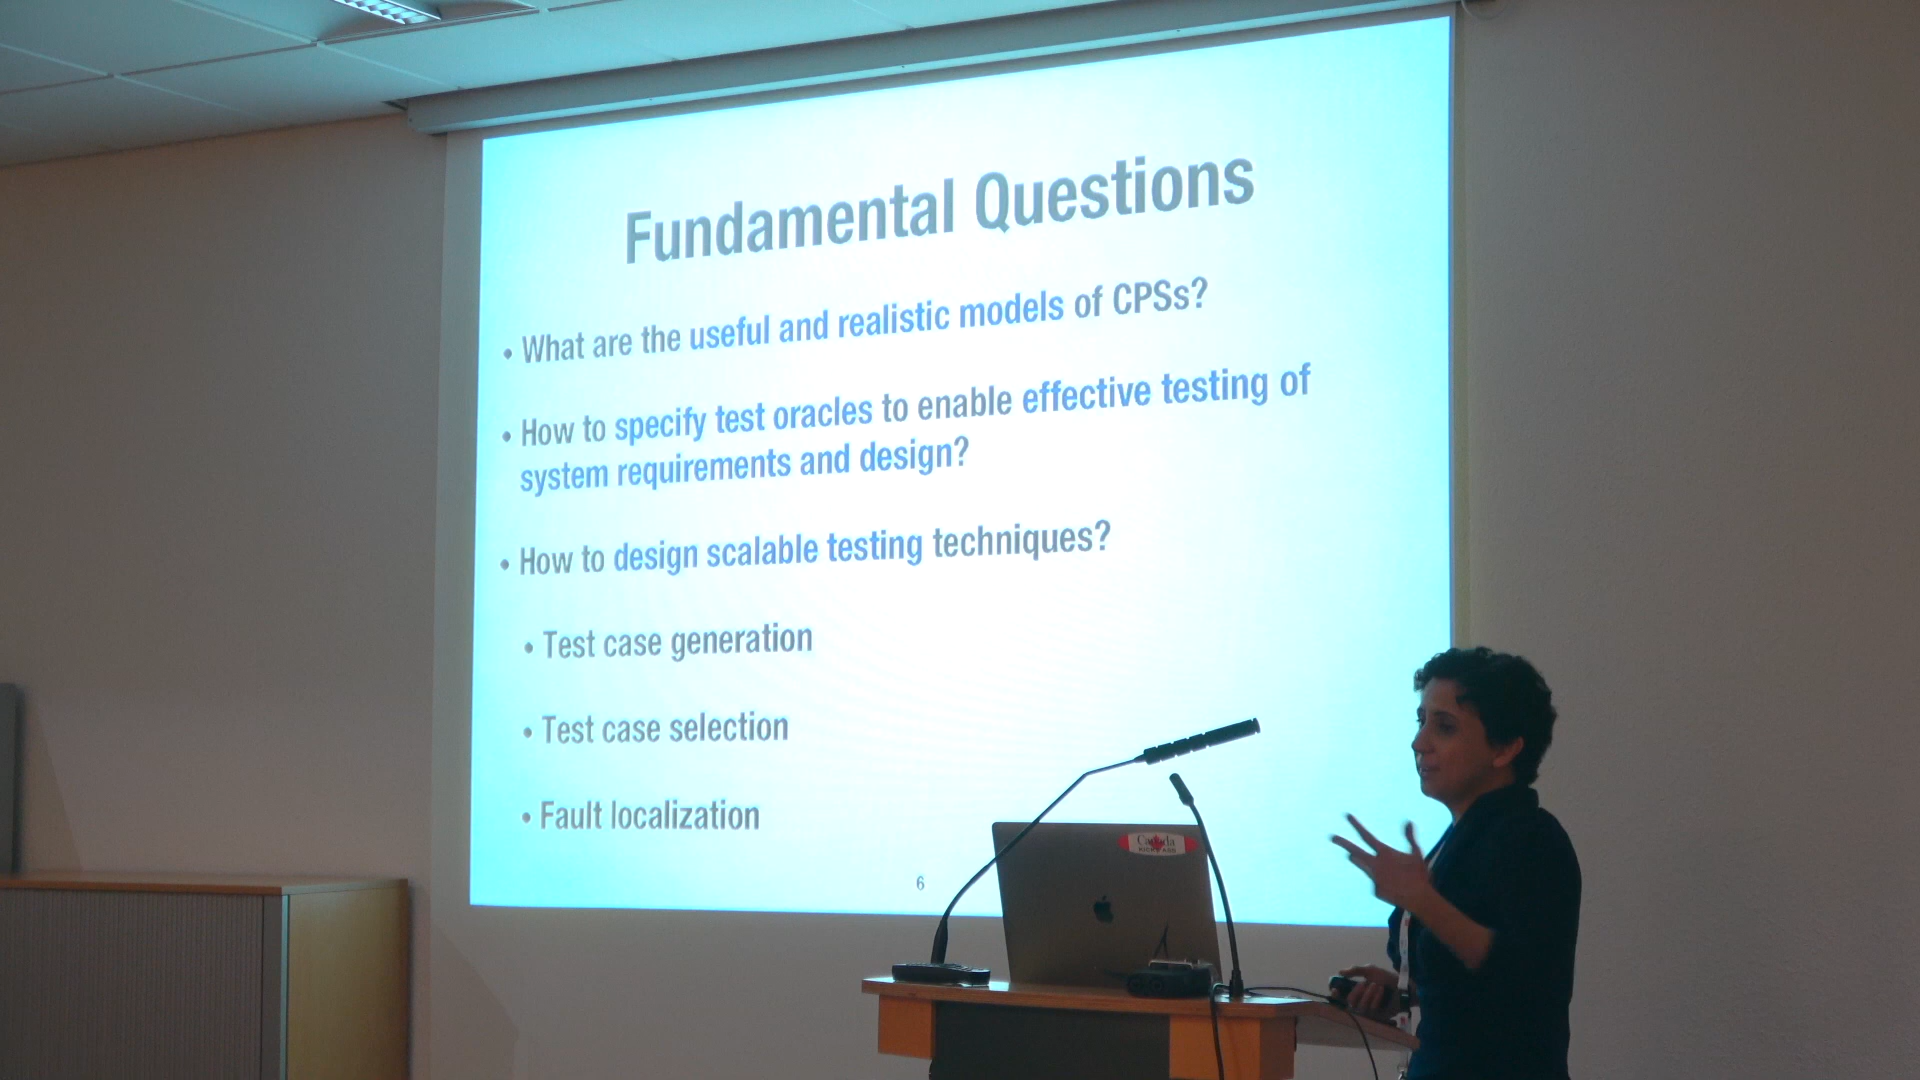 Fundamental Questions
• What are the useful and realistic models of CPSs?
• How to specify test oracles to enable effective testing of
system requirements and design?
• How to design scalable testing techniques?
• Test case generation
• Test case selection
• Fault localization
6
Canada